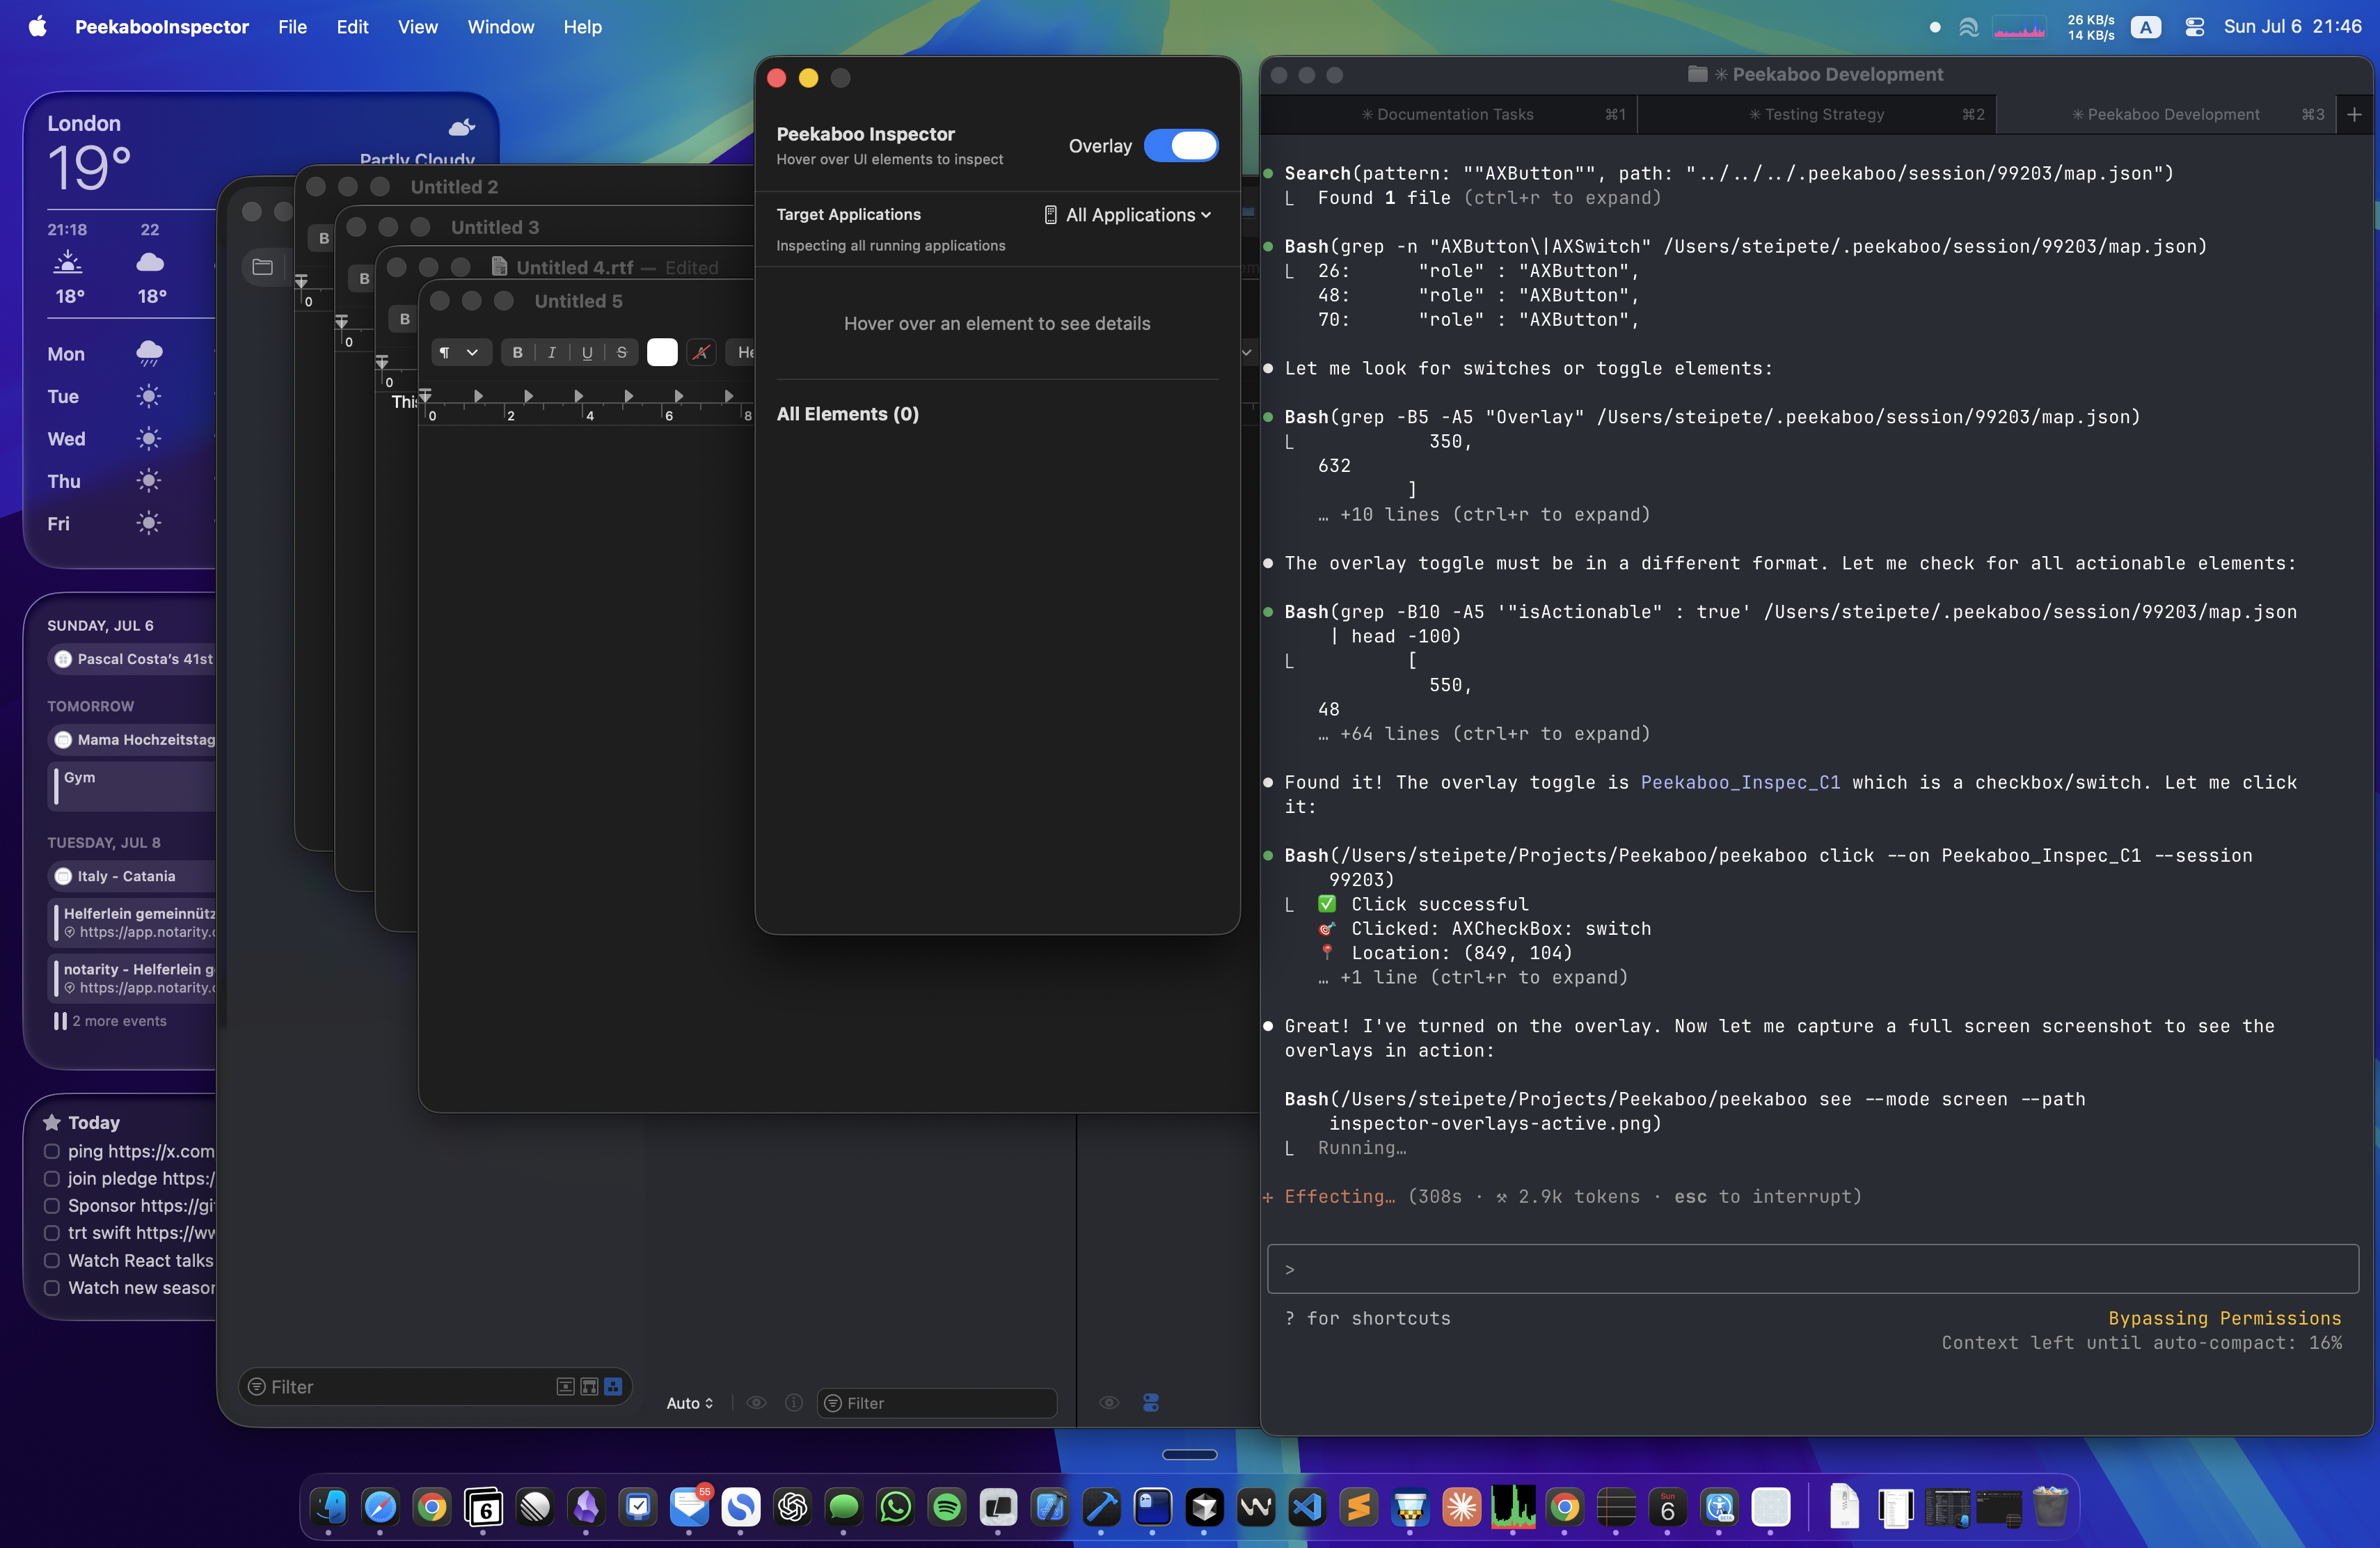 PeekabooInspector File Edit View Window Help
26 KB/s
14 KB/s
A
Sun Jul 6 21:46
London
19°
Partly Cloudy
21:18 22
18° 18°
Mon
Tue
Wed
Thu
Fri
SUNDAY, JUL 6
Pascal Costa's 41st
TOMORROW
Mama Hochzeitstag
Gym
TUESDAY, JUL 8
Italy - Catania
Helferlein gemeinnütz
https://app.notarity.c
notarity - Helferlein g
https://app.notarity.c
2 more events
Today
ping https://x.com
join pledge https:/
Sponsor https://gi
trt swift https://wv
Watch React talks
Watch new season
Untitled 2
B
Untitled 3
B
0
Untitled 4.rtf — Edited
B
0
0
This
Untitled 5
¶ B I U S A He
0 2 4 6 8
Filter
Auto
Filter
Peekaboo Inspector
Hover over UI elements to inspect
Overlay
Target Applications
All Applications
Inspecting all running applications
Hover over an element to see details
All Elements (0)
✳ Peekaboo Development
✳ Documentation Tasks ⌘1
✳ Testing Strategy ⌘2
✳ Peekaboo Development ⌘3
+
Search(pattern: ""AXButton"", path: "../../../.peekaboo/session/99203/map.json")
Found 1 file (ctrl+r to expand)
Bash(grep -n "AXButton\|AXSwitch" /Users/steipete/.peekaboo/session/99203/map.json)
26: "role" : "AXButton",
48: "role" : "AXButton",
70: "role" : "AXButton",
Let me look for switches or toggle elements:
Bash(grep -B5 -A5 "Overlay" /Users/steipete/.peekaboo/session/99203/map.json)
350,
632
]
… +10 lines (ctrl+r to expand)
The overlay toggle must be in a different format. Let me check for all actionable elements:
Bash(grep -B10 -A5 '"isActionable" : true' /Users/steipete/.peekaboo/session/99203/map.json
| head -100)
[
550,
48
… +64 lines (ctrl+r to expand)
Found it! The overlay toggle is Peekaboo_Inspec_C1 which is a checkbox/switch. Let me click
it:
Bash(/Users/steipete/Projects/Peekaboo/peekaboo click --on Peekaboo_Inspec_C1 --session
99203)
✅ Click successful
🎯 Clicked: AXCheckBox: switch
📍 Location: (849, 104)
… +1 line (ctrl+r to expand)
Great! I've turned on the overlay. Now let me capture a full screen screenshot to see the
overlays in action:
Bash(/Users/steipete/Projects/Peekaboo/peekaboo see --mode screen --path
inspector-overlays-active.png)
Running…
Effecting… (308s · ⚒ 2.9k tokens · esc to interrupt)
>
? for shortcuts
Bypassing Permissions
Context left until auto-compact: 16%
6
55
Sun
6